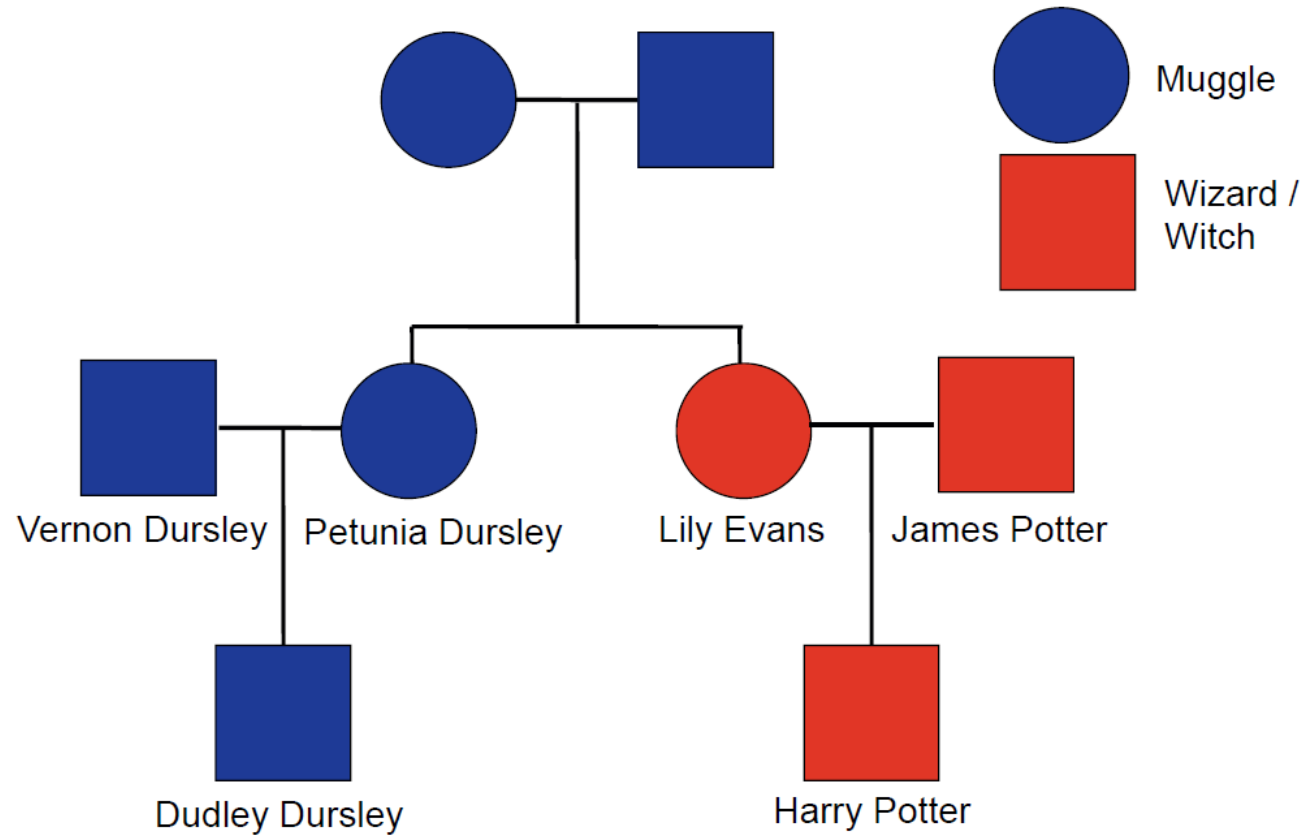 Muggle
Wizard /
Witch
Vernon Dursley
Petunia Dursley
Lily Evans
James Potter
Dudley Dursley
Harry Potter